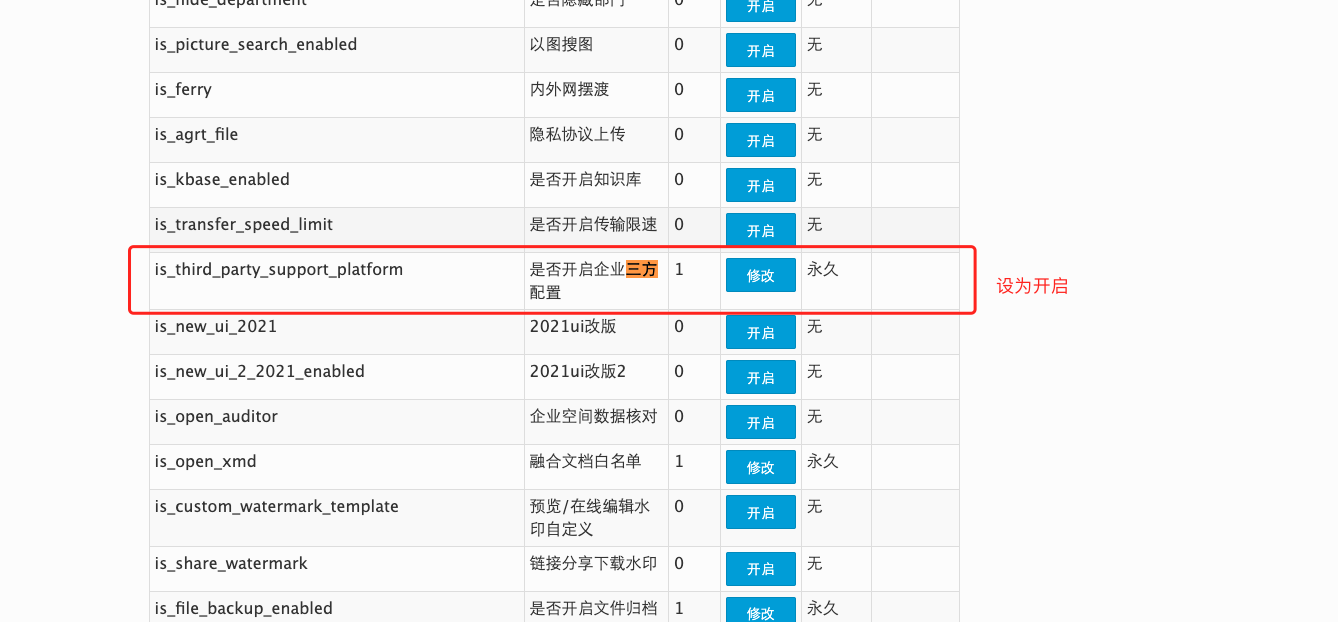 is_hide_department 是否隐藏部门 0 开启 无
is_picture_search_enabled 以图搜图 0 开启 无
is_ferry 内外网摆渡 0 开启 无
is_agrt_file 隐私协议上传 0 开启 无
is_kbase_enabled 是否开启知识库 0 开启 无
is_transfer_speed_limit 是否开启传输限速 0 开启 无
is_third_party_support_platform 是否开启企业三方 1 修改 永久
配置
设为开启
is_new_ui_2021 2021ui改版 0 开启 无
is_new_ui_2_2021_enabled 2021ui改版2 0 开启 无
is_open_auditor 企业空间数据核对 0 开启 无
is_open_xmd 融合文档白名单 1 修改 永久
is_custom_watermark_template 预览/在线编辑水 0 开启 无
印自定义
is_share_watermark 链接分享下载水印 0 开启 无
is_file_backup_enabled 是否开启文件归档 1 修改 永久